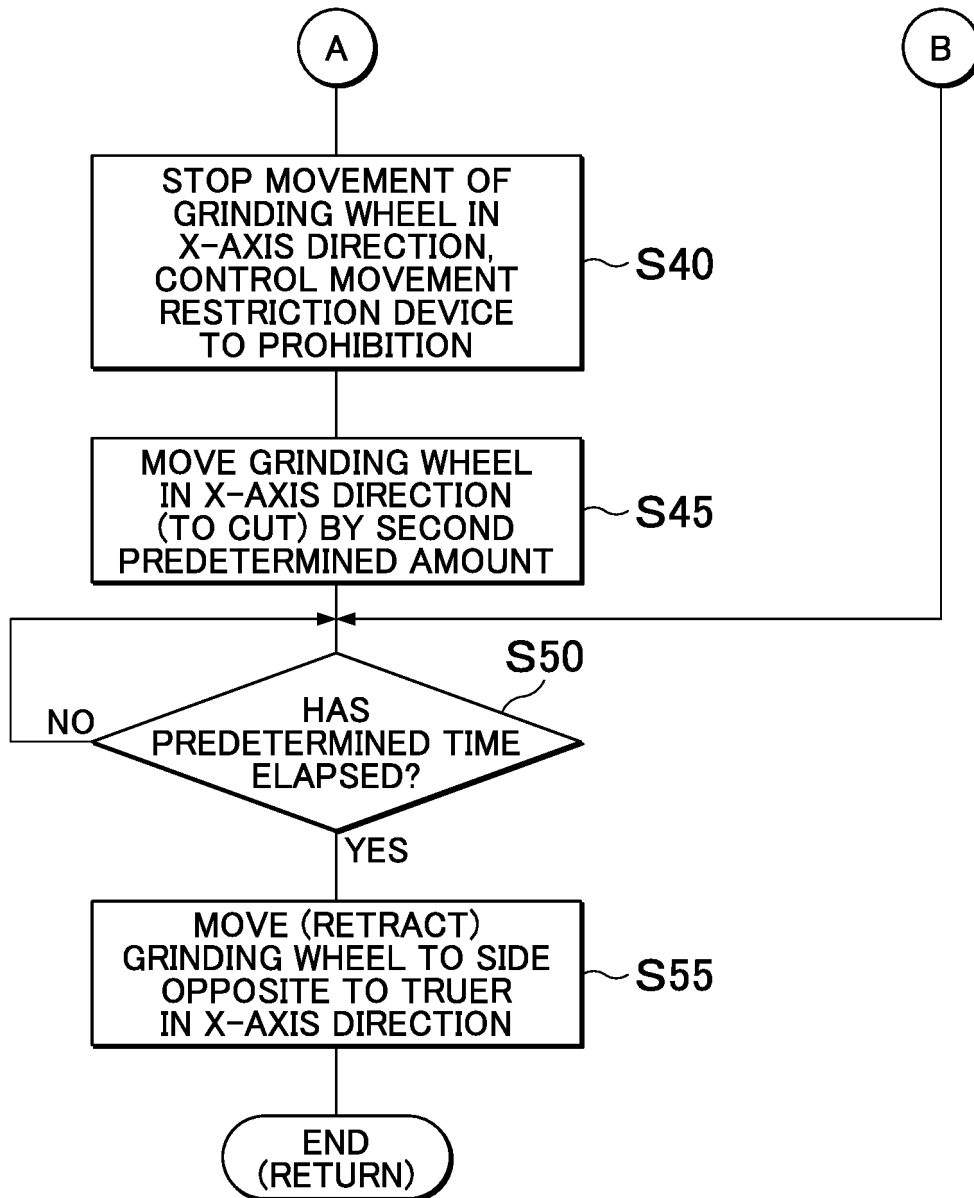 A
B
STOP MOVEMENT OF
GRINDING WHEEL IN
X-AXIS DIRECTION,
CONTROL MOVEMENT
RESTRICTION DEVICE
TO PROHIBITION
S40
MOVE GRINDING WHEEL
IN X-AXIS DIRECTION
(TO CUT) BY SECOND
PREDETERMINED AMOUNT
S45
S50
HAS
PREDETERMINED TIME
ELAPSED?
NO
YES
MOVE (RETRACT)
GRINDING WHEEL TO SIDE
OPPOSITE TO TRUER
IN X-AXIS DIRECTION
S55
END
(RETURN)